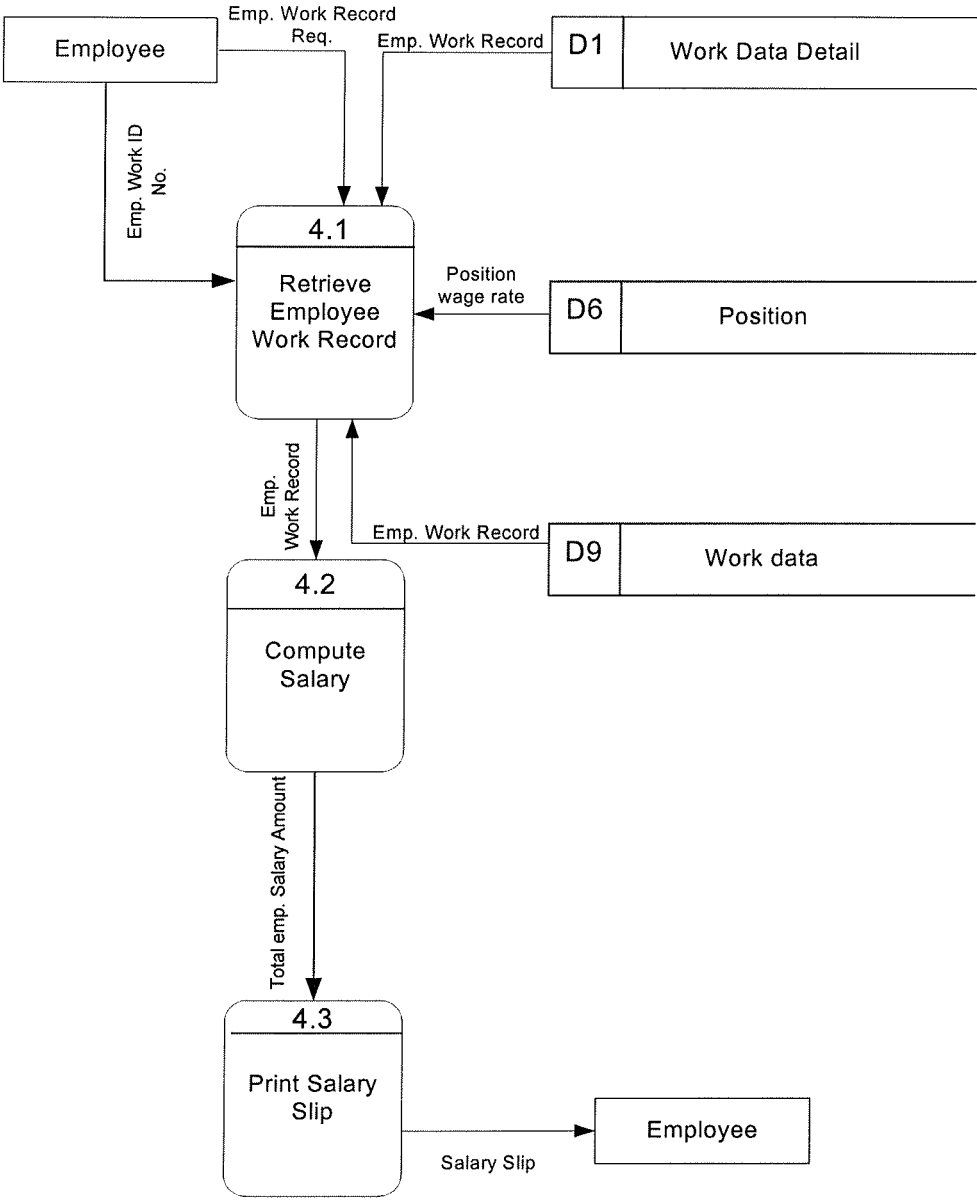 Emp. Work Record
Req.
Employee
Emp. Work Record
D1
Work Data Detail
Emp. Work ID
No.
4.1
Retrieve
Employee
Work Record
Position
wage rate
D6
Position
Emp.
Work Record
Emp. Work Record
D9
Work data
4.2
Compute
Salary
Total emp. Salary Amount
4.3
Print Salary
Slip
Salary Slip
Employee